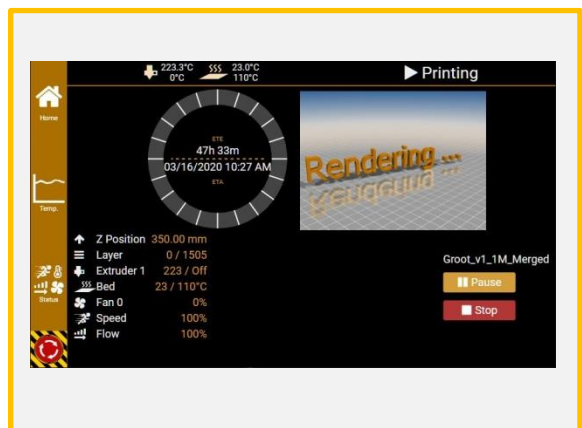 223.3°C 23.0°C
0°C 110°C
Printing
Home
Temp.
Status
ETE
47h 33m
03/16/2020 10:27 AM
ETA
Rendering ...
Z Position 350.00 mm
Layer 0 / 1505
Extruder 1 223 / Off
Bed 23 / 110°C
Fan 0 0%
Speed 100%
Flow 100%
Groot_v1_1M_Merged
Pause
Stop